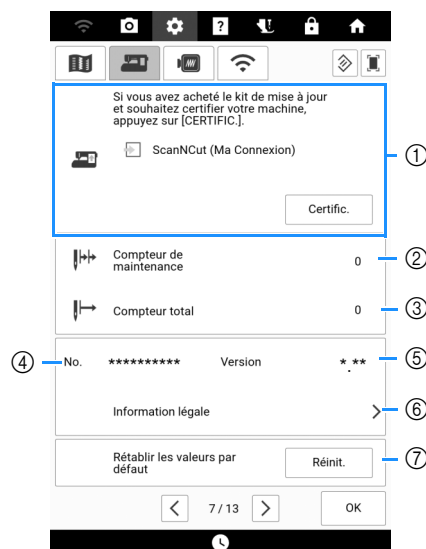 ?
Si vous avez acheté le kit de mise à jour
et souhaitez certifier votre machine,
appuyez sur [CERTIFIC.].
ScanNCut (Ma Connexion)
①
Certific.
Compteur de
maintenance
0
②
Compteur total
0
③
④
No.
**********
Version
*.**
⑤
Information légale
⑥
Rétablir les valeurs par
défaut
Réinit.
⑦
7 / 13
OK